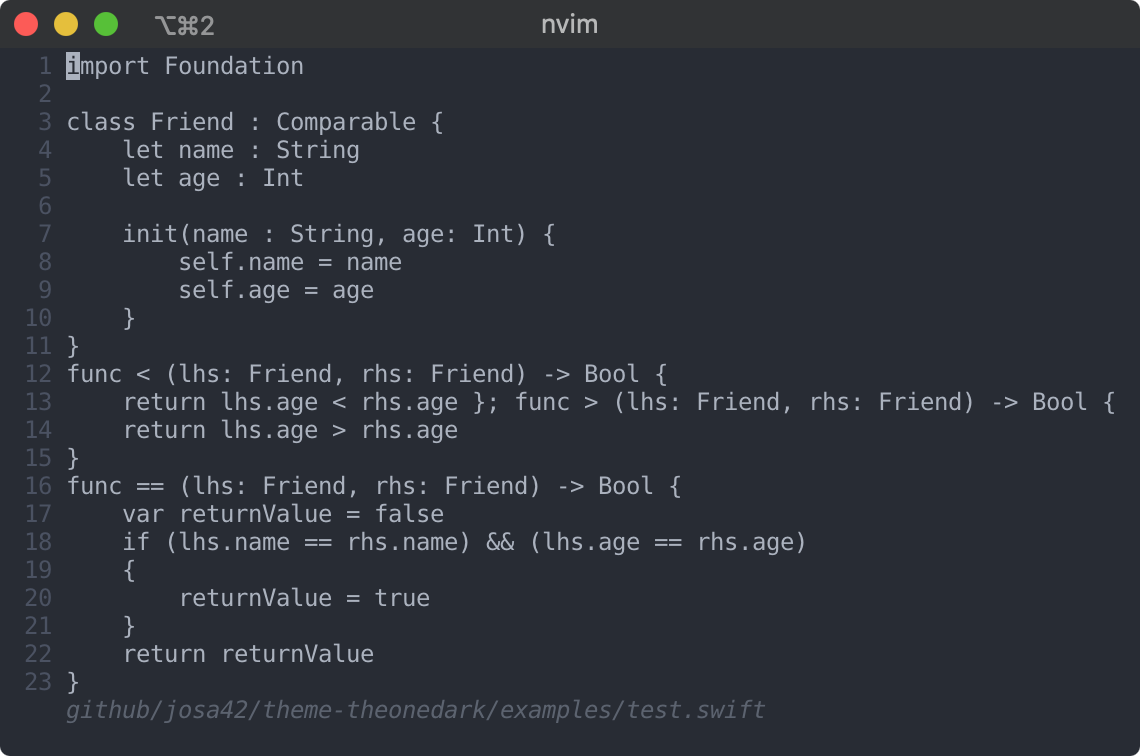 ⌥⌘2 nvim
1 import Foundation
2
3 class Friend : Comparable {
4     let name : String
5     let age : Int
6
7     init(name : String, age: Int) {
8         self.name = name
9         self.age = age
10     }
11 }
12 func < (lhs: Friend, rhs: Friend) -> Bool {
13     return lhs.age < rhs.age }; func > (lhs: Friend, rhs: Friend) -> Bool {
14     return lhs.age > rhs.age
15 }
16 func == (lhs: Friend, rhs: Friend) -> Bool {
17     var returnValue = false
18     if (lhs.name == rhs.name) && (lhs.age == rhs.age)
19     {
20         returnValue = true
21     }
22     return returnValue
23 }
github/josa42/theme-theonedark/examples/test.swift